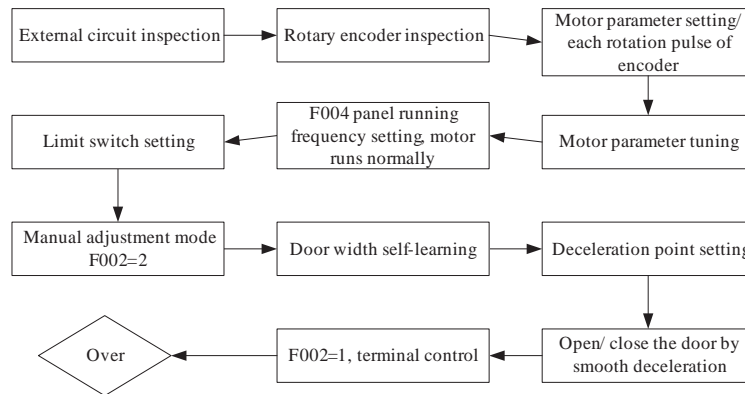 External circuit inspection
Rotary encoder inspection
Motor parameter setting/
each rotation pulse of
encoder
Motor parameter tuning
F004 panel running
frequency setting, motor
runs normally
Limit switch setting
Manual adjustment mode
F002=2
Door width self-learning
Deceleration point setting
Open/ close the door by
smooth deceleration
F002=1, terminal control
Over